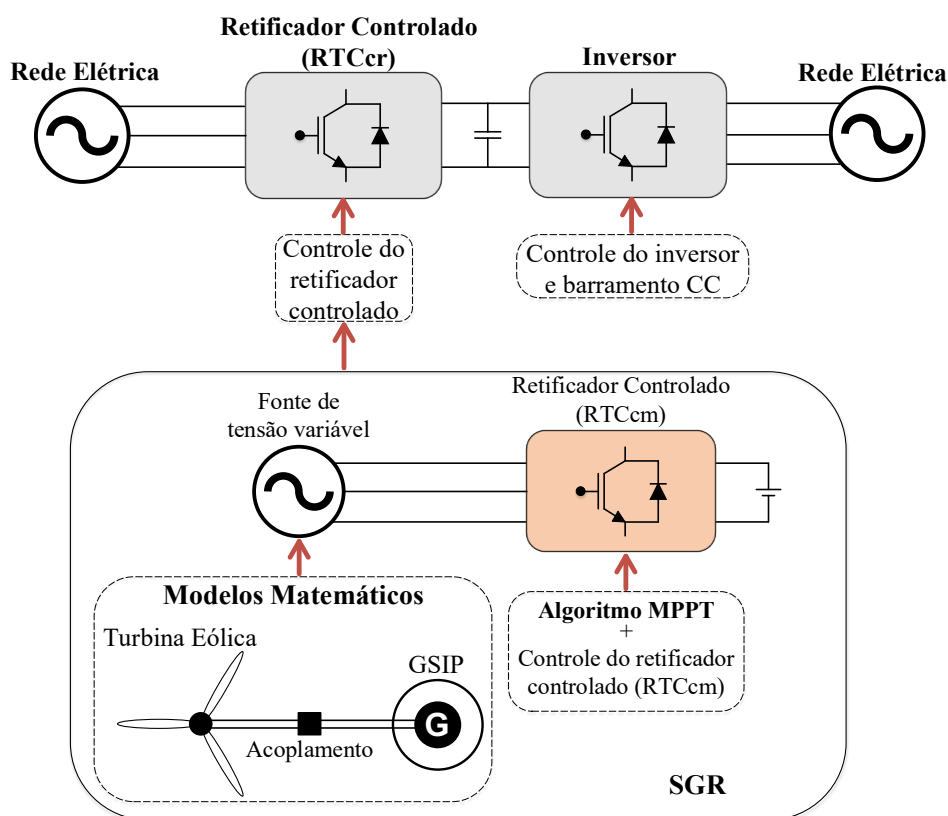 Retificador Controlado
(RTCcr)
Inversor
Rede Elétrica
Rede Elétrica
Controle do
retificador
controlado
Controle do inversor
e barramento CC
Fonte de
tensão variável
Retificador Controlado
(RTCcm)
Modelos Matemáticos
Turbina Eólica
GSIP
G
Acoplamento
Algoritmo MPPT
+
Controle do retificador
controlado (RTCcm)
SGR